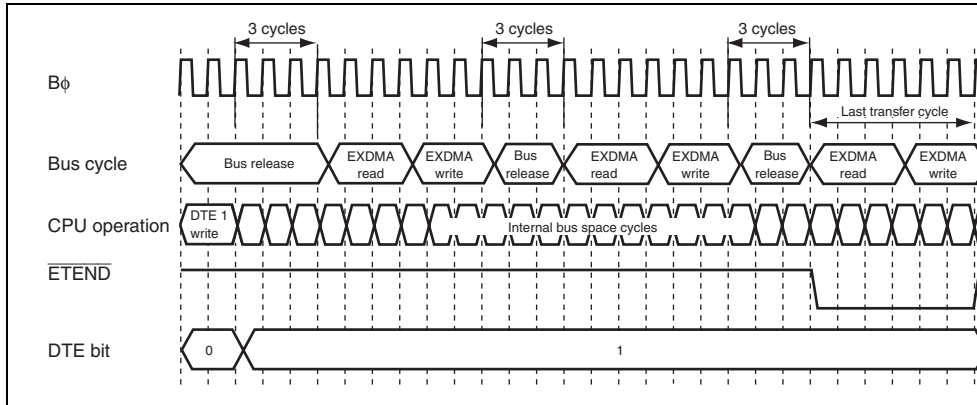 3 cycles 3 cycles 3 cycles
Bφ
Last transfer cycle
Bus cycle Bus release EXDMA read EXDMA write Bus release EXDMA read EXDMA write Bus release EXDMA read EXDMA write
CPU operation DTE 1 write Internal bus space cycles
ETEND
DTE bit 0 1